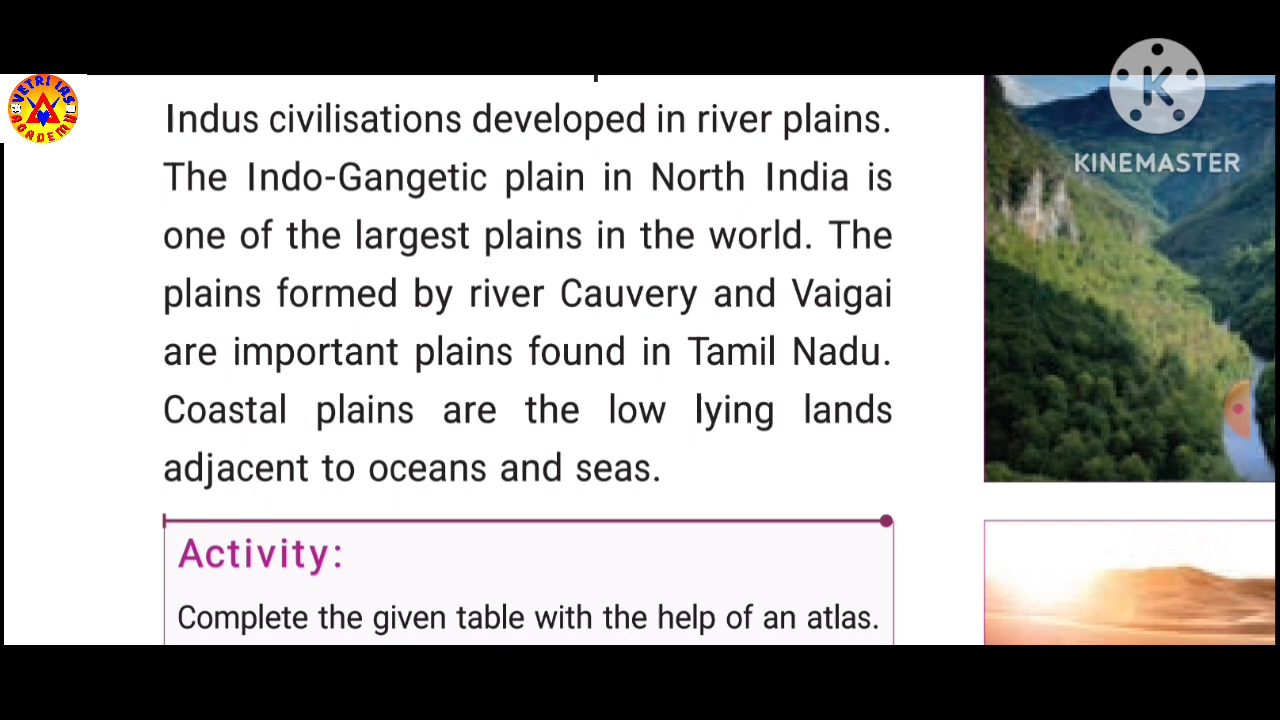 VETRI IAS
ACADEMY
KINEMASTER
Indus civilisations developed in river plains.
The Indo-Gangetic plain in North India is
one of the largest plains in the world. The
plains formed by river Cauvery and Vaigai
are important plains found in Tamil Nadu.
Coastal plains are the low lying lands
adjacent to oceans and seas.
Activity:
Complete the given table with the help of an atlas.